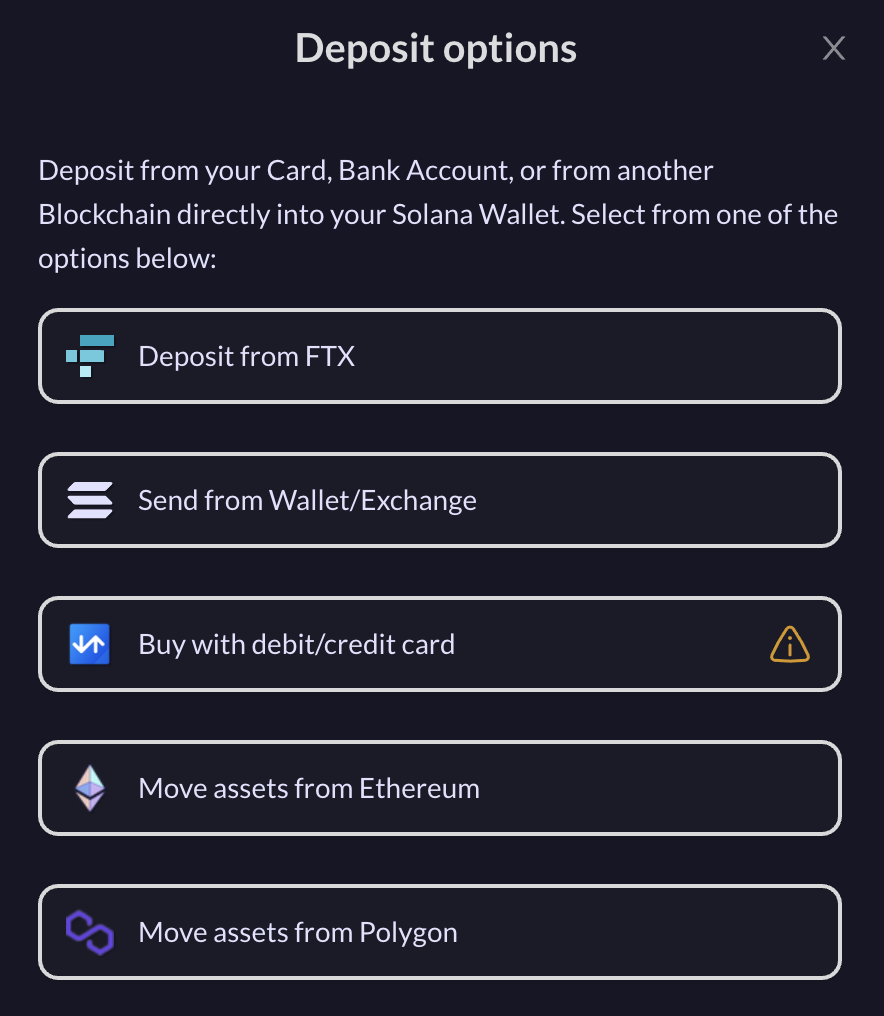 Deposit options
Deposit from your Card, Bank Account, or from another
Blockchain directly into your Solana Wallet. Select from one of the
options below:
Deposit from FTX
Send from Wallet/Exchange
Buy with debit/credit card
Move assets from Ethereum
Move assets from Polygon